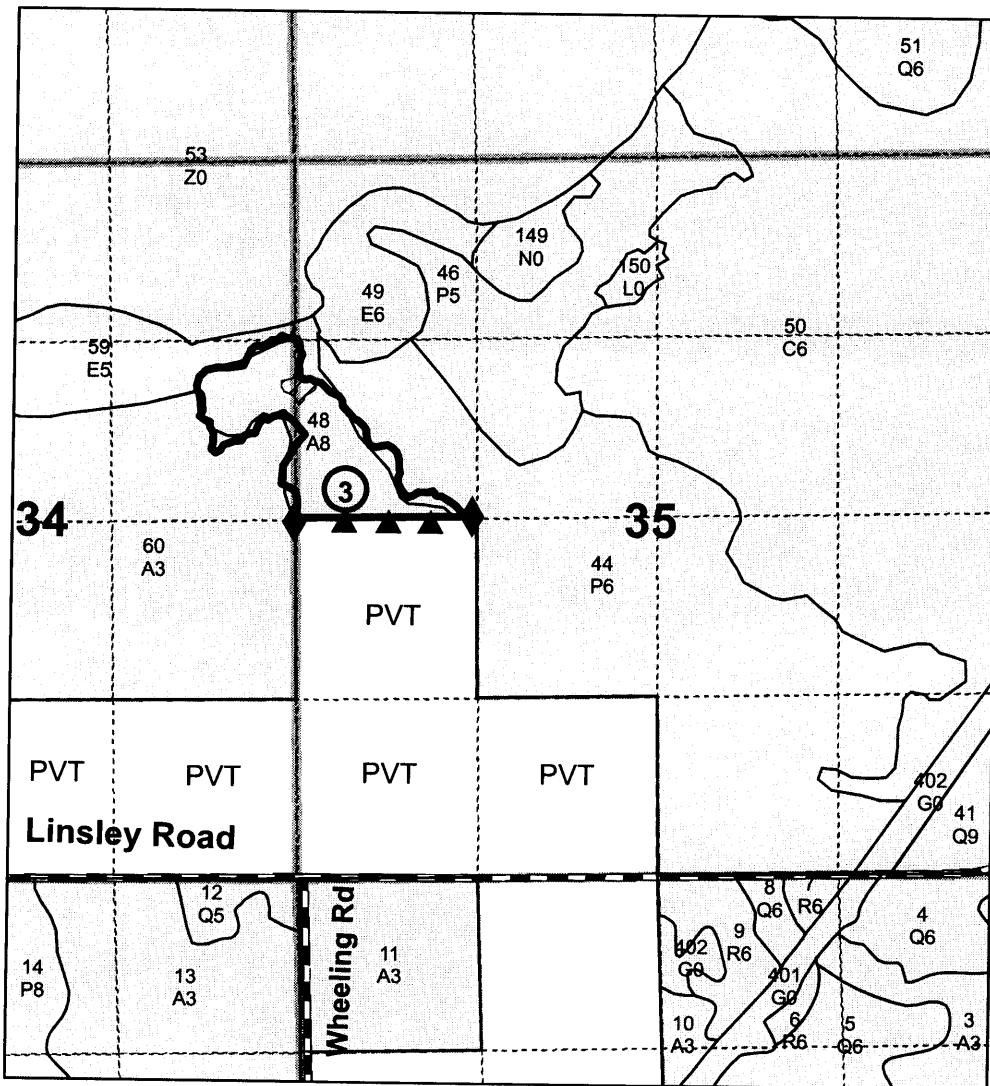 51
Q6
53
Z0
149
N0
46
P5
150
L0
49
E6
50
C6
59
E5
48
A8
3
34
35
60
A3
44
P6
PVT
PVT
PVT
PVT
PVT
402
G0
41
Q9
Linsley Road
Wheeling Rd
12
Q5
8
Q6
7
R6
4
Q6
9
R6
402
G0
11
A3
14
P8
13
A3
401
G0
10
A3
6
R6
5
Q6
3
A3